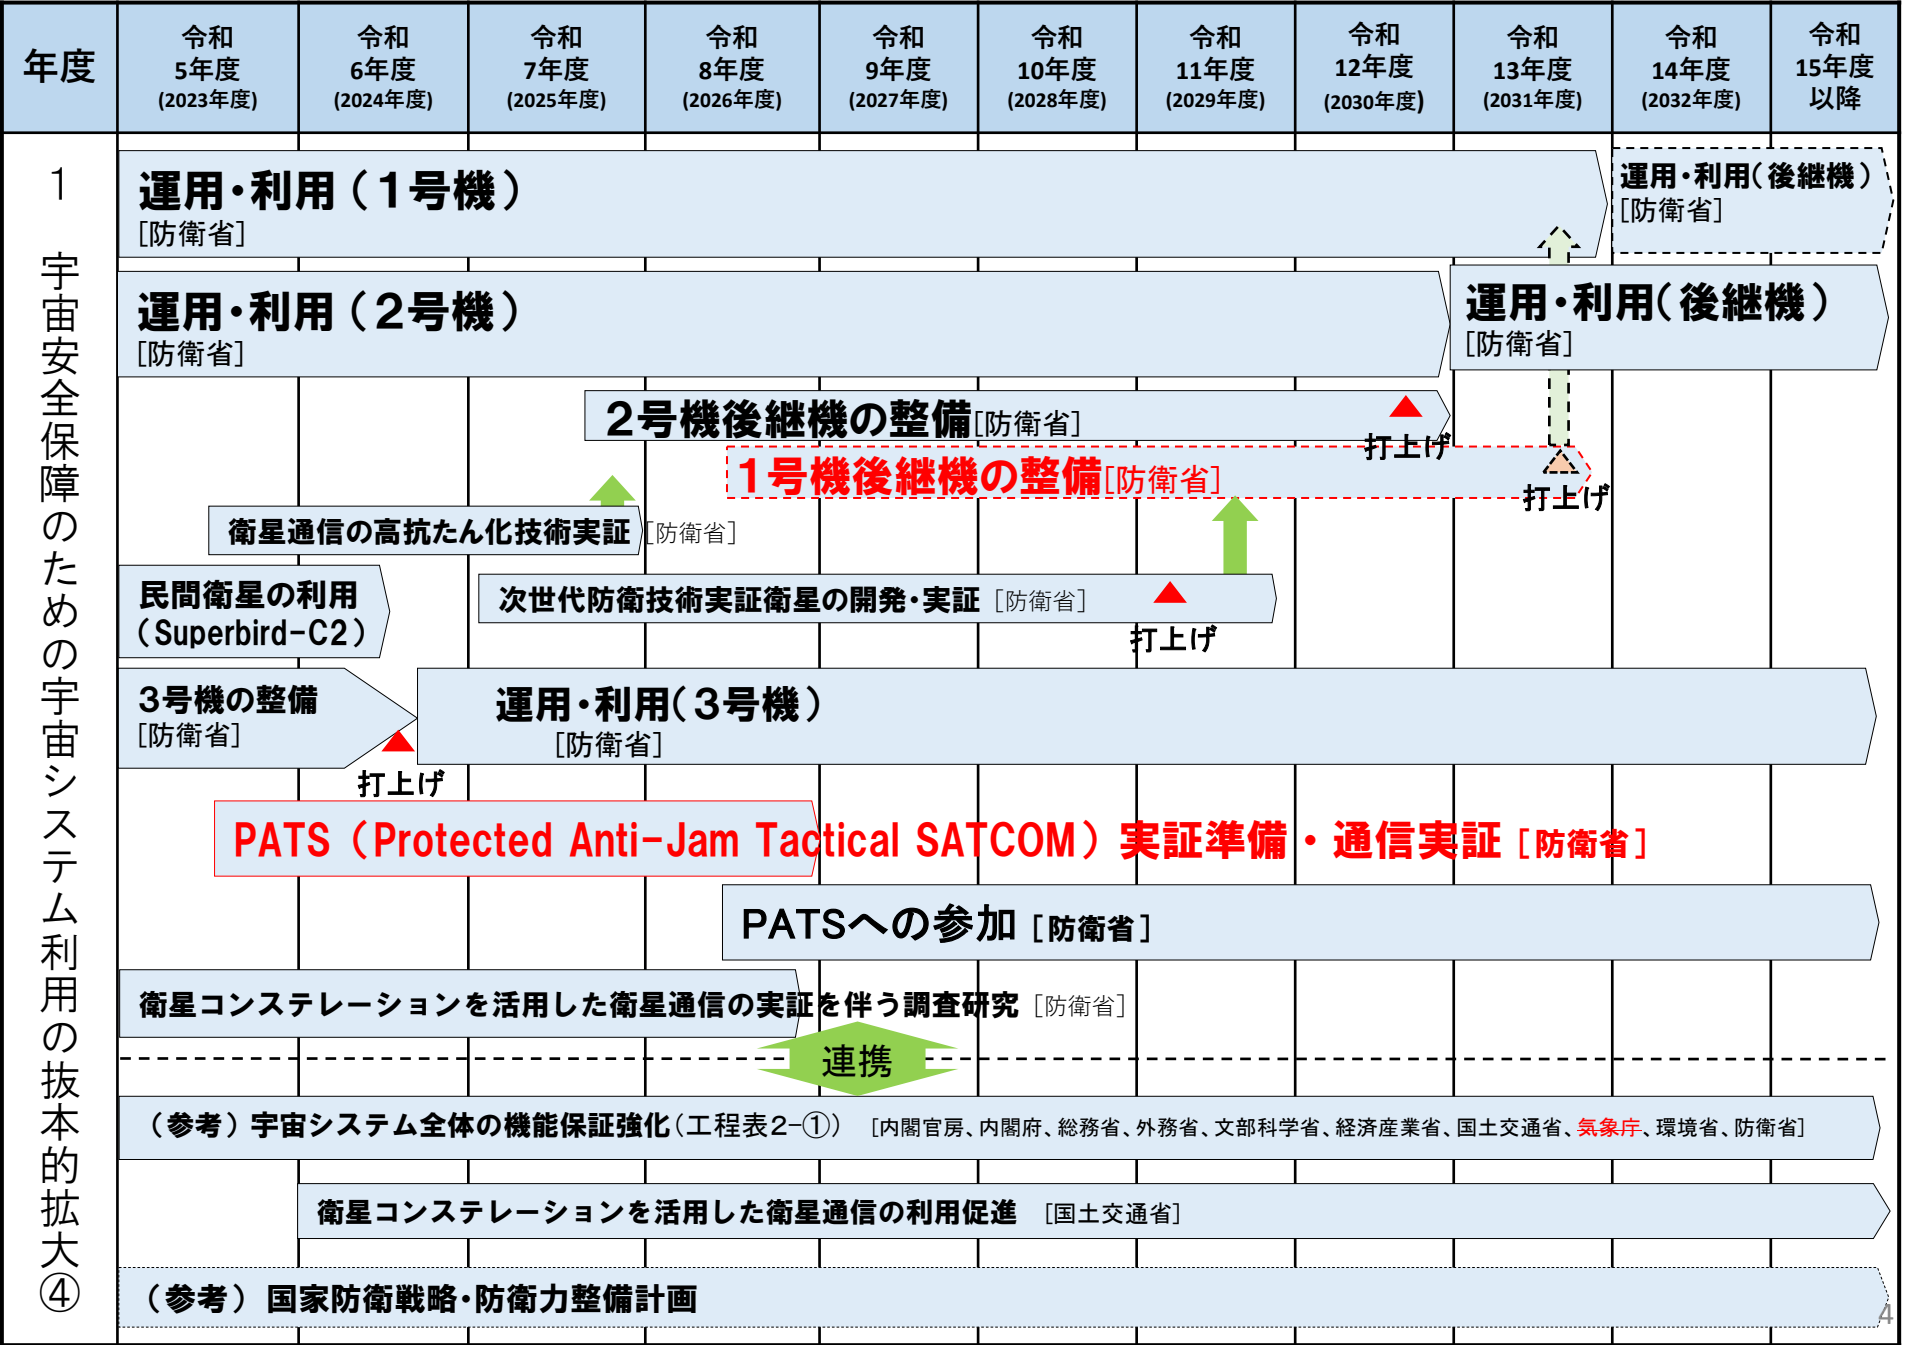 年度
令和
5年度
(2023年度)
令和
6年度
(2024年度)
令和
7年度
(2025年度)
令和
8年度
(2026年度)
令和
9年度
(2027年度)
令和
10年度
(2028年度)
令和
11年度
(2029年度)
令和
12年度
(2030年度)
令和
13年度
(2031年度)
令和
14年度
(2032年度)
令和
15年度
以降
1 宇宙安全保障のための宇宙システム利用の抜本的拡大④
運用・利用(1号機)
[防衛省]
運用・利用(後継機)
[防衛省]
運用・利用(2号機)
[防衛省]
運用・利用(後継機)
[防衛省]
2号機後継機の整備[防衛省]
打上げ
1号機後継機の整備[防衛省]
打上げ
衛星通信の高抗たん化技術実証 [防衛省]
民間衛星の利用
(Superbird-C2)
次世代防衛技術実証衛星の開発・実証 [防衛省]
打上げ
3号機の整備
[防衛省]
打上げ
運用・利用(3号機)
[防衛省]
PATS(Protected Anti-Jam Tactical SATCOM)実証準備・通信実証 [防衛省]
PATSへの参加 [防衛省]
衛星コンステレーションを活用した衛星通信の実証を伴う調査研究 [防衛省]
連携
(参考)宇宙システム全体の機能保証強化(工程表2-①) [内閣官房、内閣府、総務省、外務省、文部科学省、経済産業省、国土交通省、気象庁、環境省、防衛省]
衛星コンステレーションを活用した衛星通信の利用促進 [国土交通省]
(参考)国家防衛戦略・防衛力整備計画
4